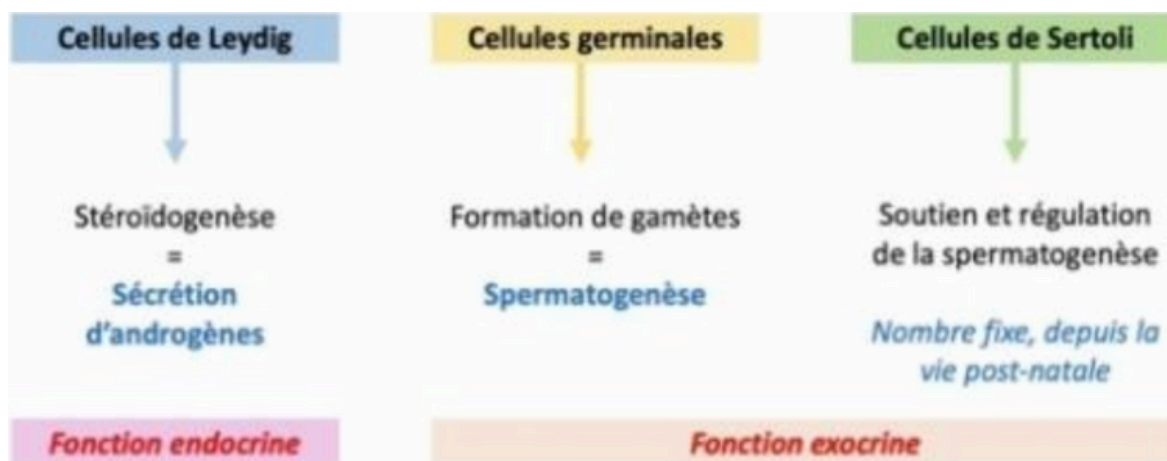 Cellules de Leydig
Stéroïdogenèse
=
Sécrétion
d'androgènes
Fonction endocrine
Cellules germinales
Formation de gamètes
=
Spermatogenèse
Cellules de Sertoli
Soutien et régulation
de la spermatogenèse
Nombre fixe, depuis la
vie post-natale
Fonction exocrine